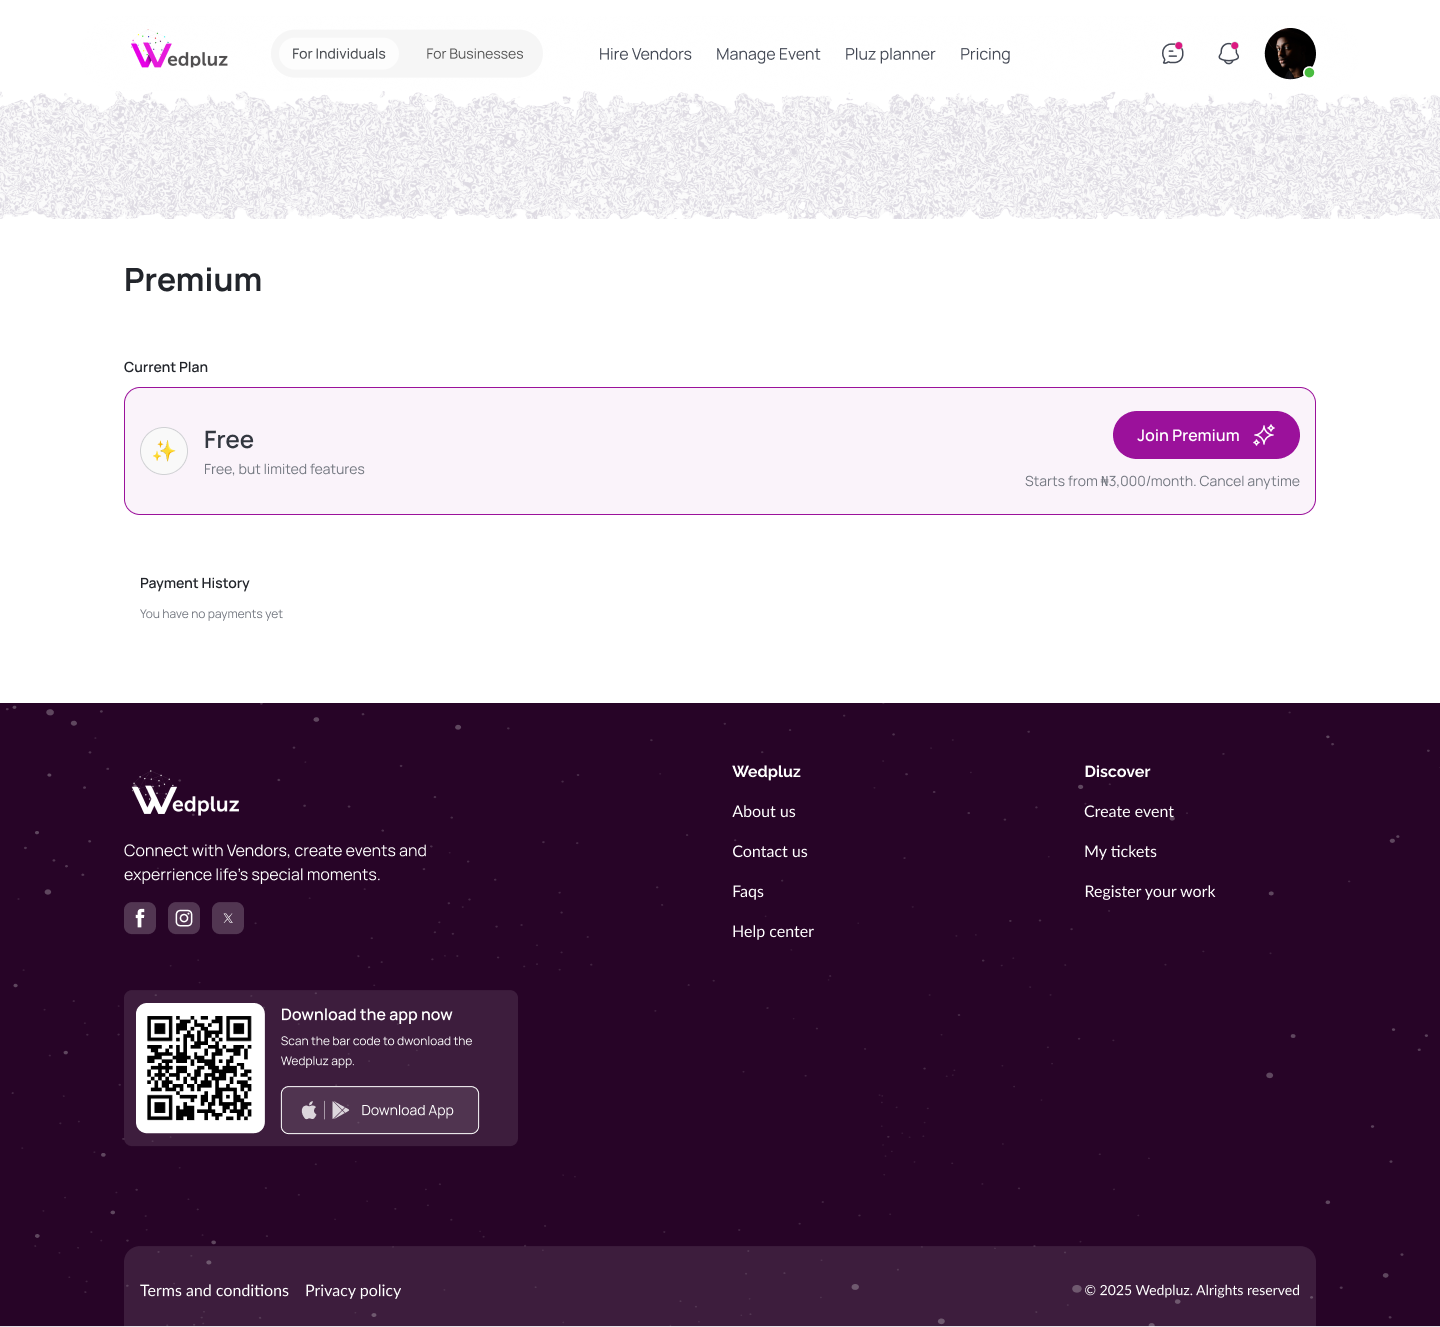 Wedpluz
For Individuals
For Businesses
Hire Vendors
Manage Event
Pluz planner
Pricing
Premium
Current Plan
Free
Free, but limited features
Join Premium
Starts from ₦3,000/month. Cancel anytime
Payment History
You have no payments yet
Wedpluz
Connect with Vendors, create events and
experrience life's special moments.
Wedpluz
About us
Contact us
Faqs
Help center
Discover
Create event
My tickets
Register your work
Download the app now
Scan the bar code to dwonload the
Wedpluz app.
Download App
Terms and conditions
Privacy policy
© 2025 Wedpluz. Alrights reserved